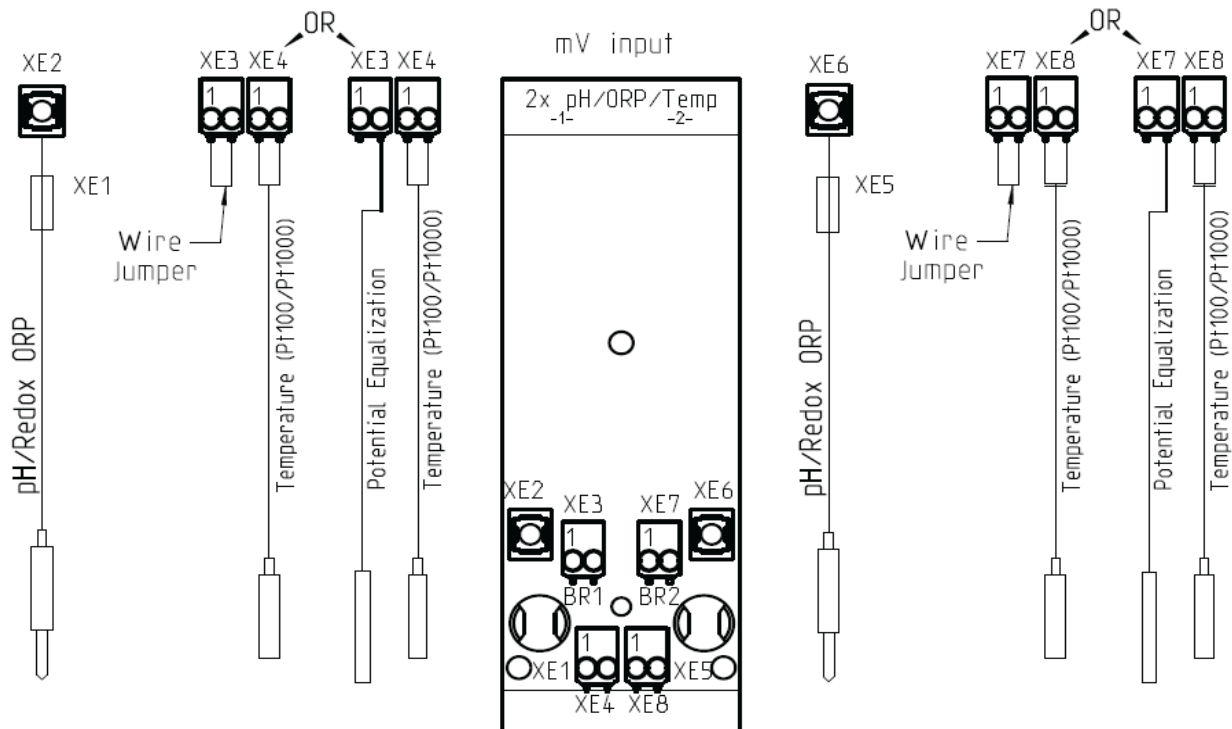 OR
XE2
XE3
XE4
XE3
XE4
1
1
1
1
XE1
Wire
Jumper
pH/Redox ORP
Temperature (Pt100/Pt1000)
Potential Equalization
Temperature (Pt100/Pt1000)
mV input
2x pH/ORP/Temp
-1-
-2-
XE2
XE3
XE7
XE6
1
1
BR1
BR2
1
1
XE1
XE5
XE4
XE8
OR
XE6
XE7
XE8
XE7
XE8
1
1
1
1
XE5
Wire
Jumper
pH/Redox ORP
Temperature (Pt100/Pt1000)
Potential Equalization
Temperature (Pt100/Pt1000)